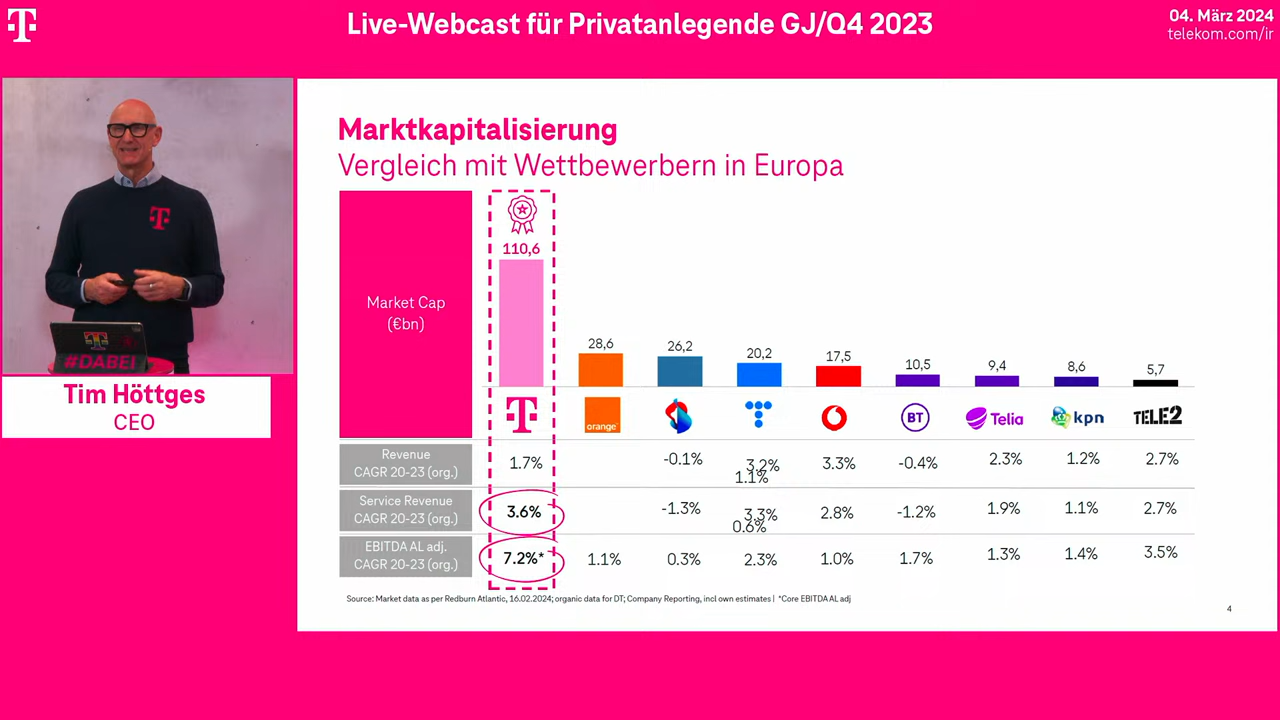 Live-Webcast für Privatanlegende GJ/Q4 2023
04. März 2024
telekom.com/ir
#DABEI
Tim Höttges
CEO
Marktkapitalisierung
Vergleich mit Wettbewerbern in Europa
Market Cap
(€bn)
110,6
28,6
26,2
20,2
17,5
10,5
9,4
8,6
5,7
T
orange
BT
Telia
kpn
TELE2
Revenue
CAGR 20-23 (org.)
1.7%
-0.1%
3.2%
1.1%
3.3%
-0.4%
2.3%
1.2%
2.7%
Service Revenue
CAGR 20-23 (org.)
3.6%
-1.3%
3.3%
0.6%
2.8%
-1.2%
1.9%
1.1%
2.7%
EBITDA AL adj.
CAGR 20-23 (org.)
7.2%*
1.1%
0.3%
2.3%
1.0%
1.7%
1.3%
1.4%
3.5%
Source: Market data as per Redburn Atlantic, 16.02.2024; organic data for DT; Company Reporting, incl own estimates | *Core EBITDA AL adj
4